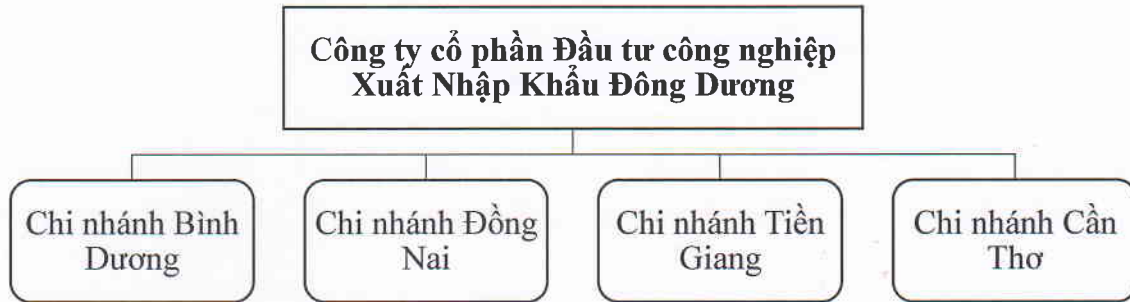 Công ty cổ phần Đầu tư công nghiệp
Xuất Nhập Khẩu Đông Dương
Chi nhánh Bình
Dương
Chi nhánh Đồng
Nai
Chi nhánh Tiền
Giang
Chi nhánh Cần
Thơ